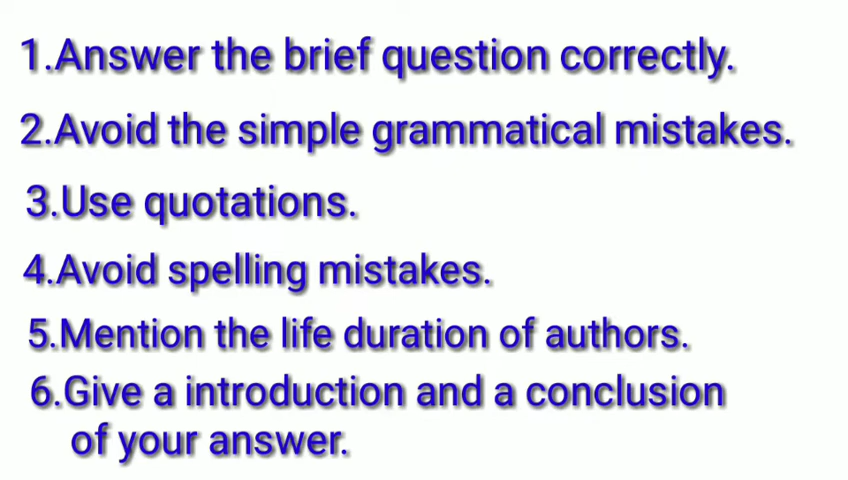 1.Answer the brief question correctly.
2.Avoid the simple grammatical mistakes.
3.Use quotations.
4.Avoid spelling mistakes.
5.Mention the life duration of authors.
6.Give a introduction and a conclusion
of your answer.